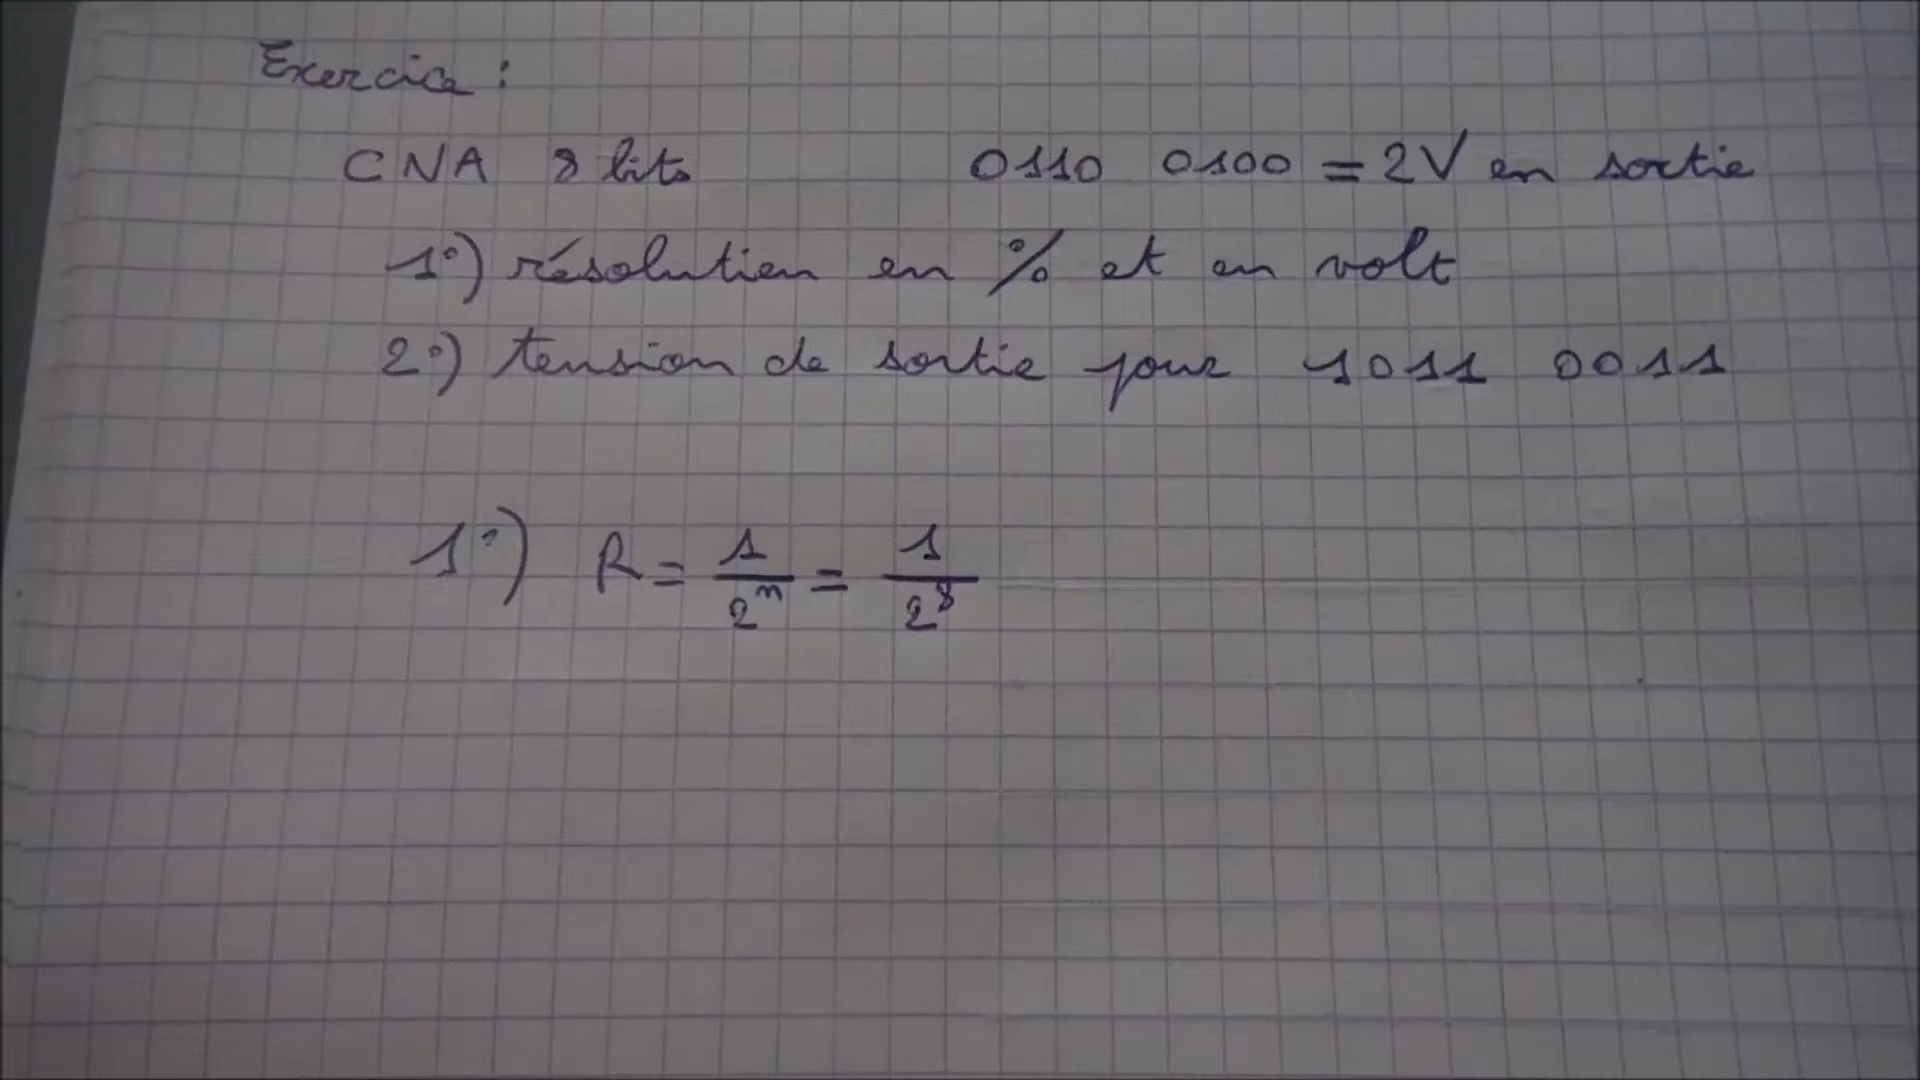 Exercice :
CNA 8 bits 0110 0100 = 2V en sortie
1°) résolution en % et en volt
2°) tension de sortie pour 1011 0011
1°) R = 1/2^n = 1/2^8